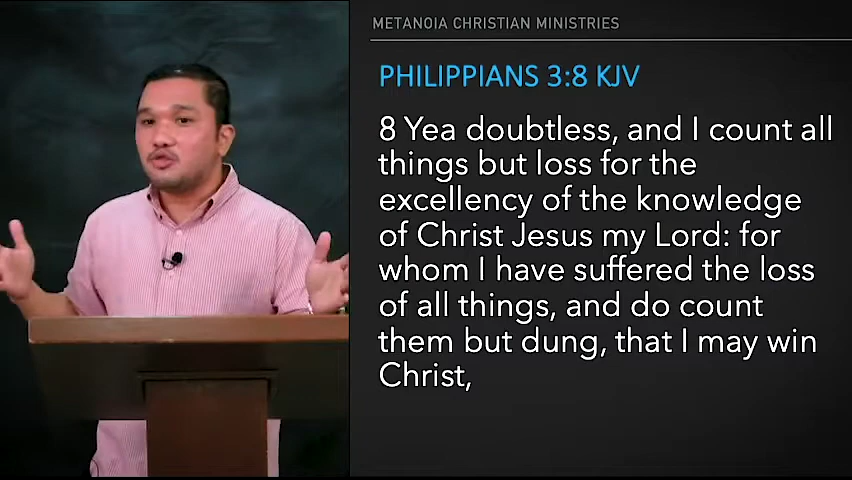 METANOIA CHRISTIAN MINISTRIES
PHILIPPIANS 3:8 KJV
8 Yea doubtless, and I count all
things but loss for the
excellency of the knowledge
of Christ Jesus my Lord: for
whom I have suffered the loss
of all things, and do count
them but dung, that I may win
Christ,